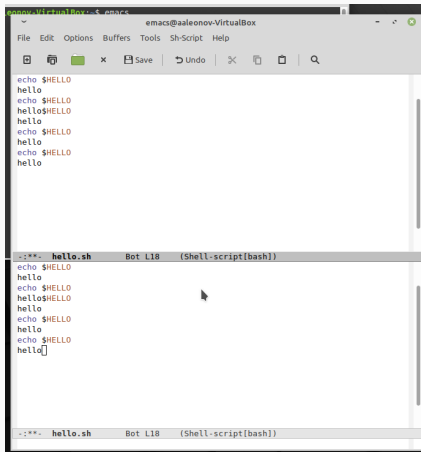 eonov-VirtualBox:~$ emacs
emacs@aaleonov-VirtualBox
File Edit Options Buffers Tools Sh-Script Help
Save Undo
echo $HELLO
hello
echo $HELLO
hello$HELLO
hello
echo $HELLO
hello
echo $HELLO
hello
-:**- hello.sh Bot L18 (Shell-script[bash])
echo $HELLO
hello
echo $HELLO
hello$HELLO
hello
echo $HELLO
hello
echo $HELLO
hello
-:**- hello.sh Bot L18 (Shell-script[bash])